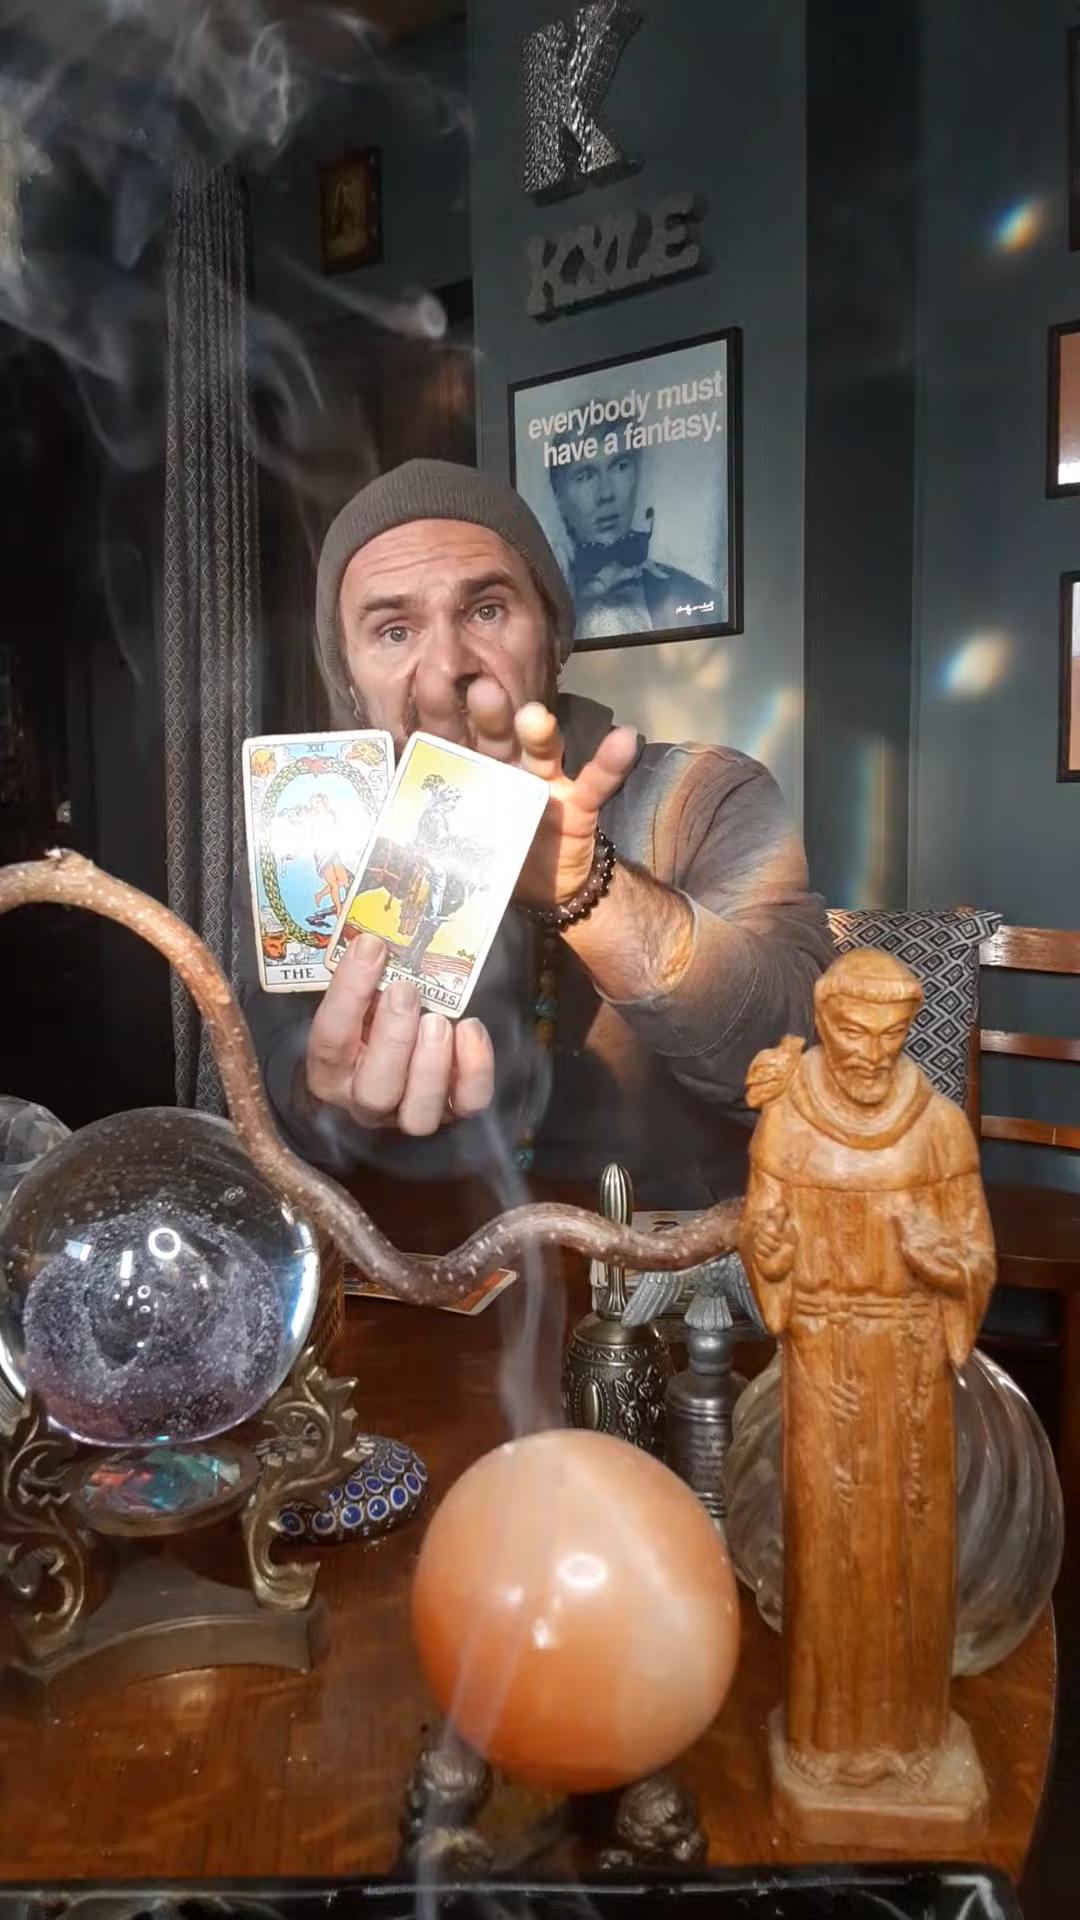 K
KYLE
everybody must
have a fantasy.
XXI
THE
PENTACLES